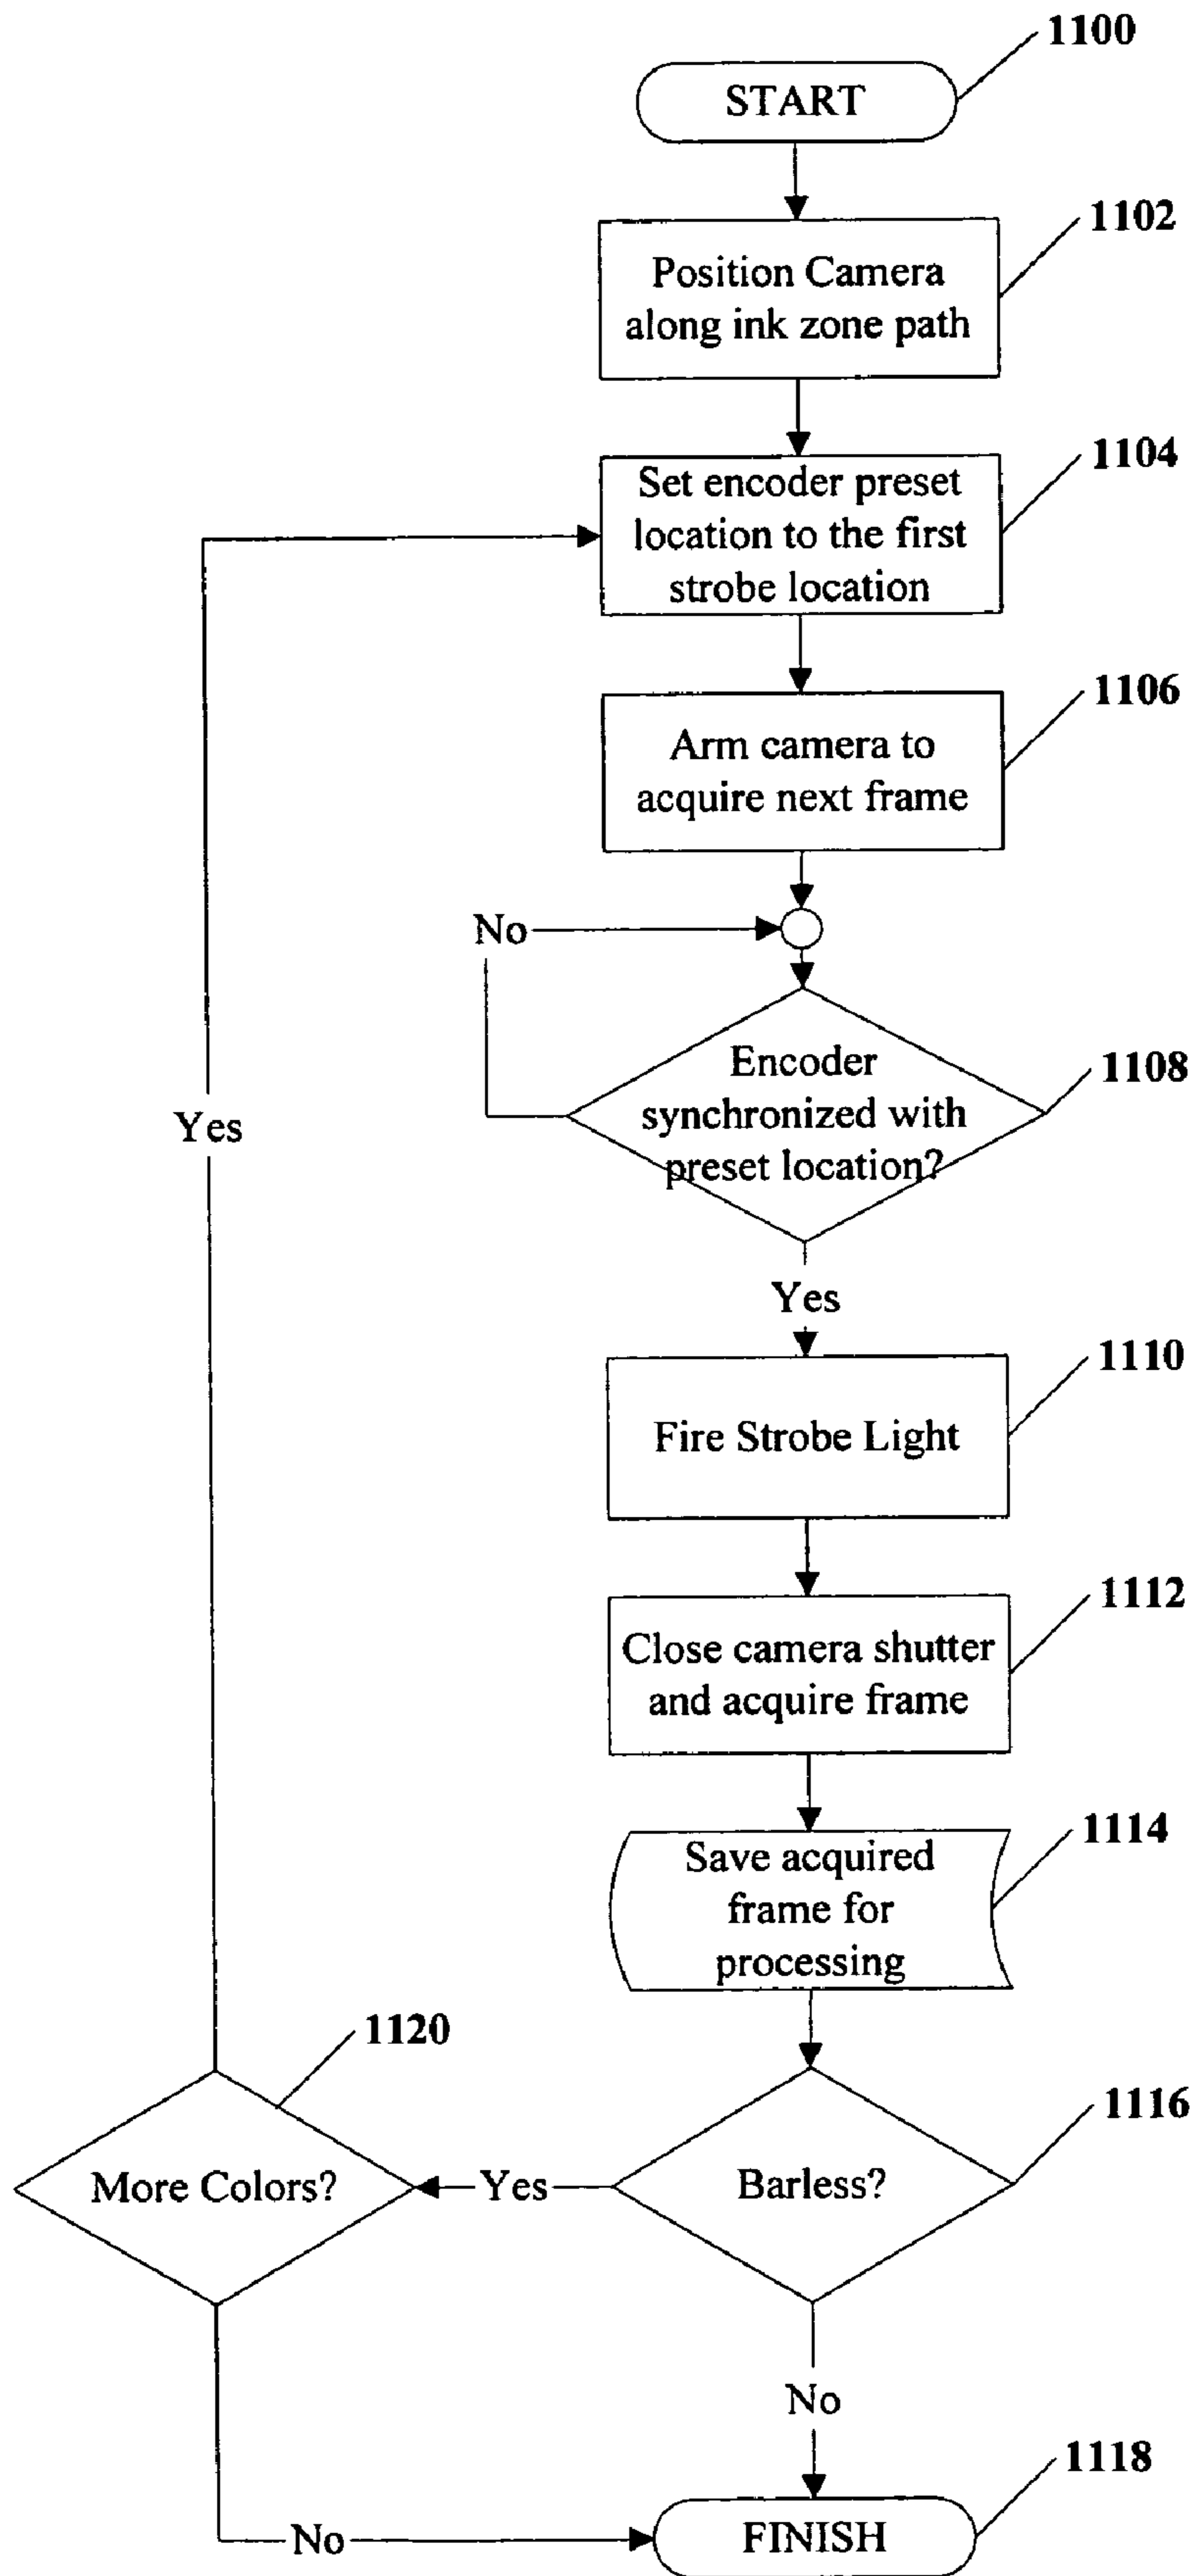 1100
START
1102
Position Camera
along ink zone path
1104
Set encoder preset
location to the first
strobe location
1106
Arm camera to
acquire next frame
No
1108
Encoder
synchronized with
preset location?
Yes
Yes
1110
Fire Strobe Light
1112
Close camera shutter
and acquire frame
1114
Save acquired
frame for
processing
1120
1116
More Colors?
Yes
Barless?
No
1118
No
FINISH